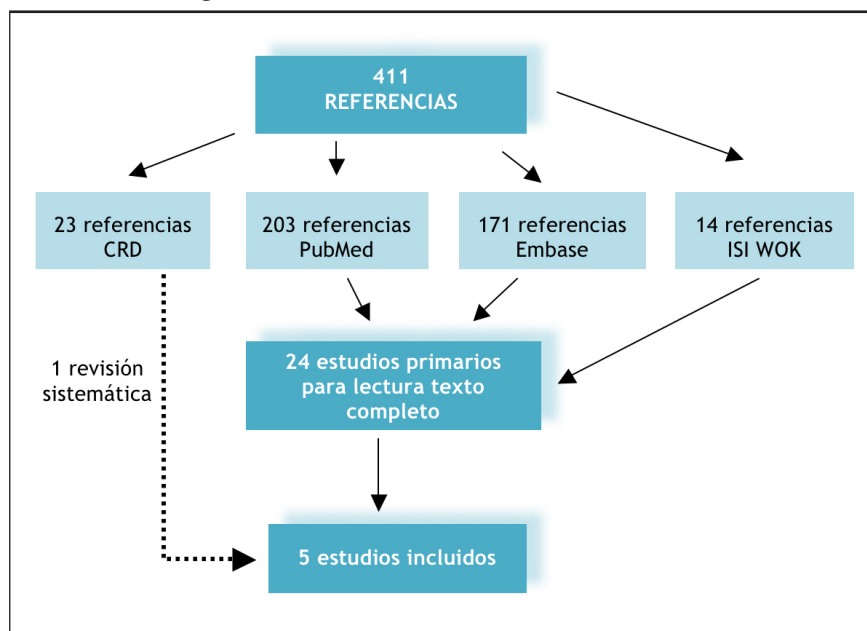 411
REFERENCIAS
23 referencias
CRD
203 referencias
PubMed
171 referencias
Embase
14 referencias
ISI WOK
1 revisión
sistemática
24 estudios primarios
para lectura texto
completo
5 estudios incluidos